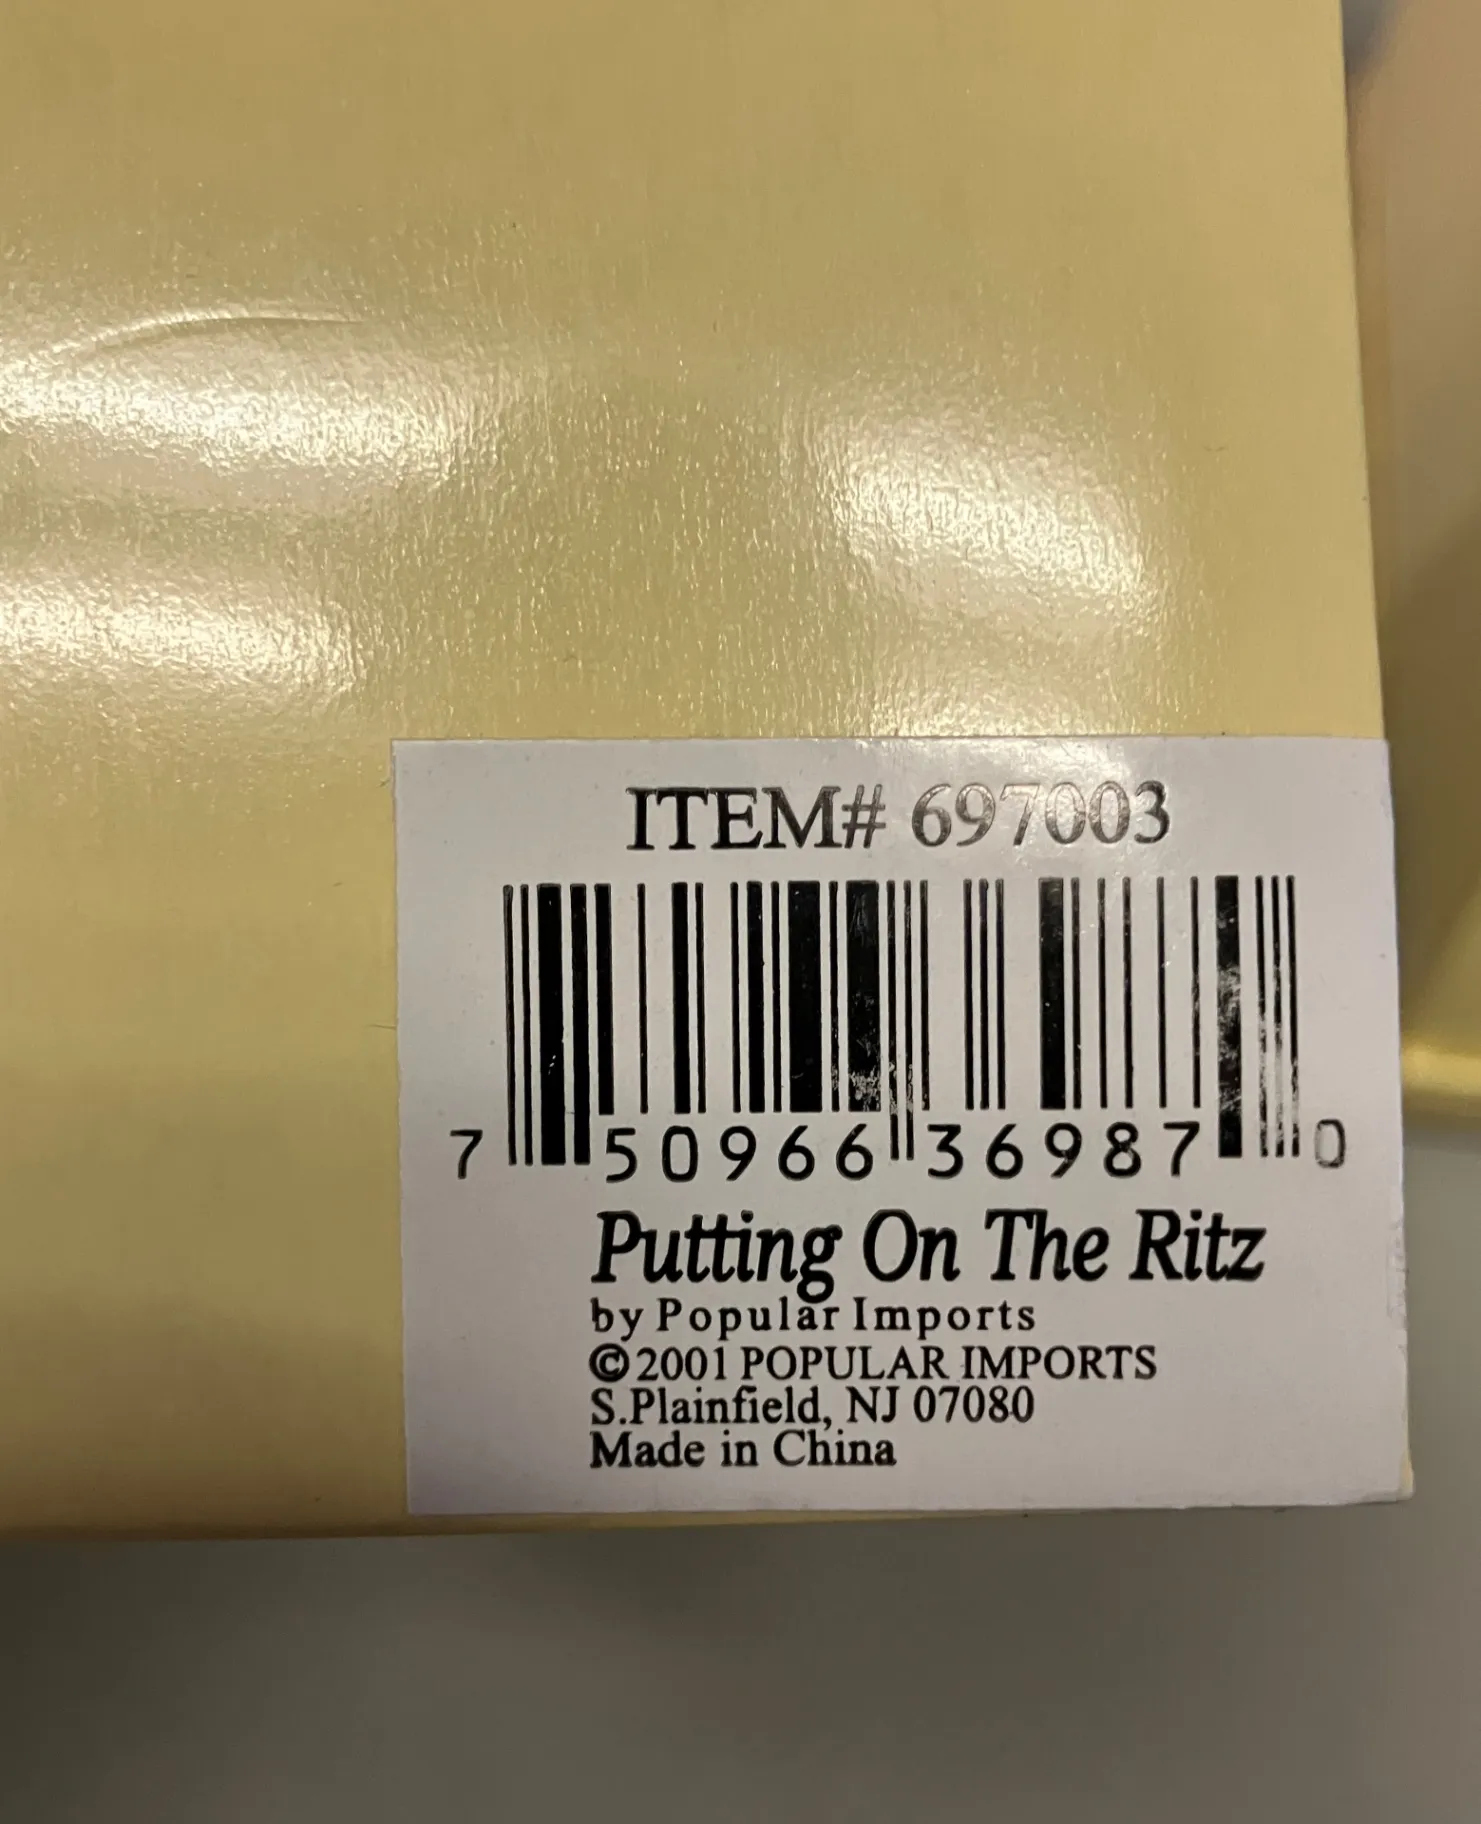 ITEM# 697003
7 50966 36987 0
Putting On The Ritz
by Popular Imports
©2001 POPULAR IMPORTS
S.Plainfield, NJ 07080
Made in China